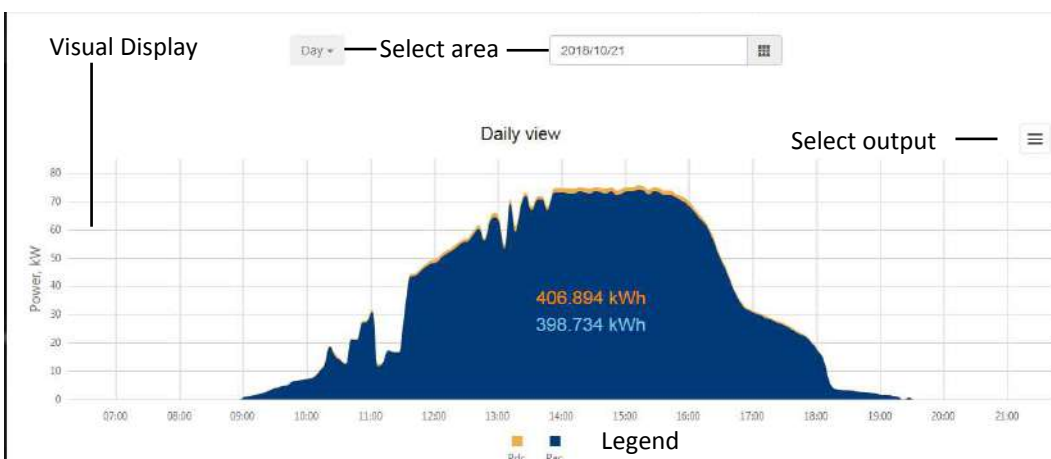 Visual Display
Day
Select area
2018/10/21
Daily view
Select output
80
70
60
50
40
30
20
10
0
Power, kW
406.894 kWh
398.734 kWh
07:00 08:00 09:00 10:00 11:00 12:00 13:00 14:00 15:00 16:00 17:00 18:00 19:00 20:00 21:00
Legend
Pdc Pac